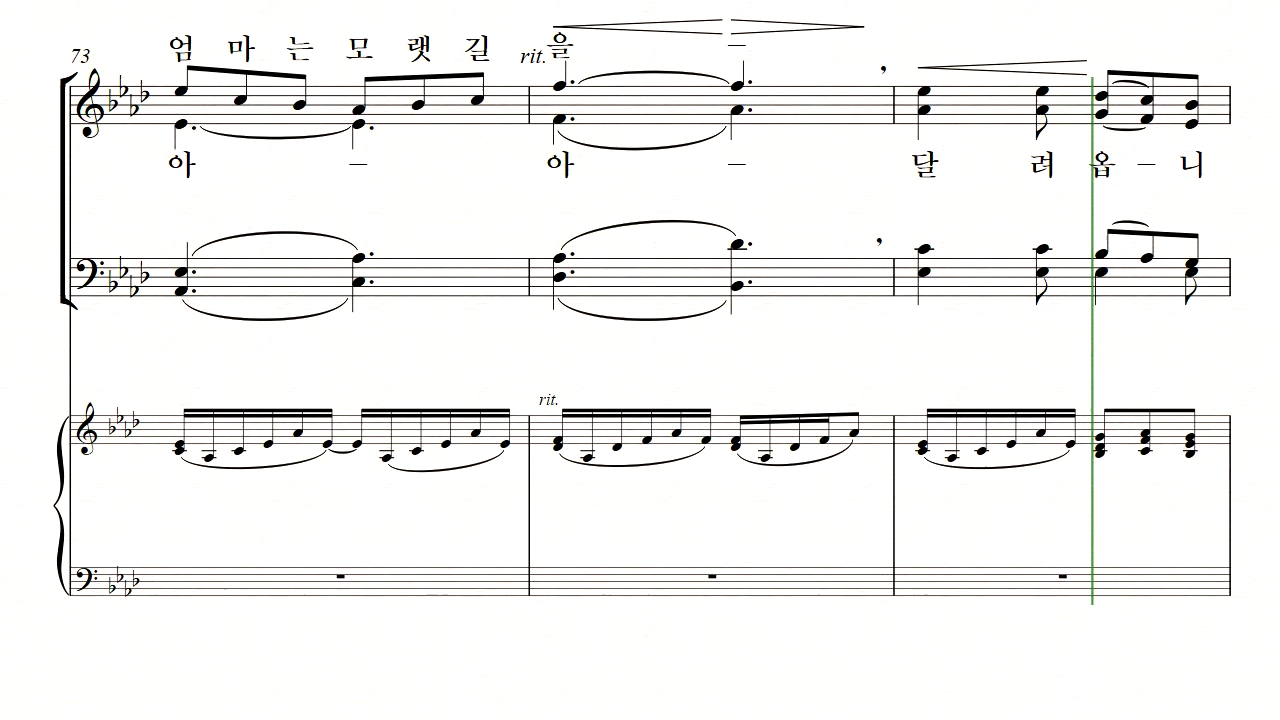 엄 마 는 모 랫 길 을 –
73 rit.
아 – 아 – 달 려 옵 – 니
rit.